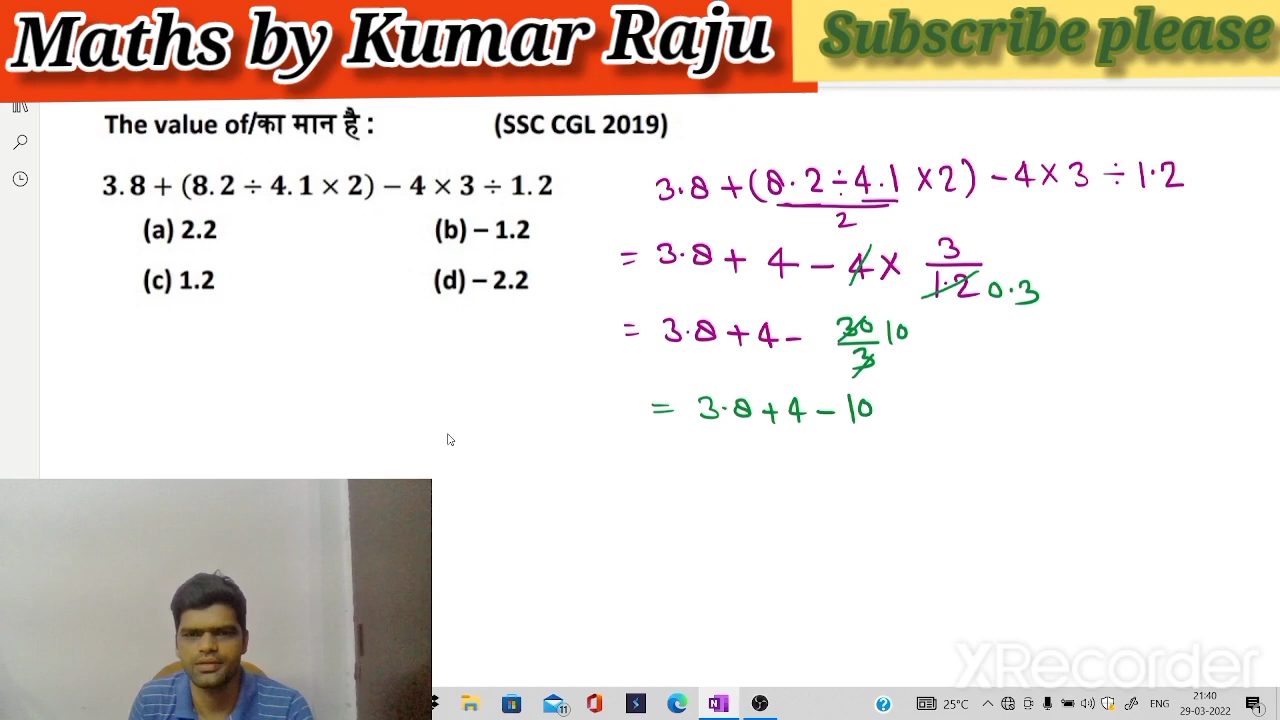 Maths by Kumar Raju
Subscribe please
The value of/का मान है : (SSC CGL 2019)
3.8 + (8.2 ÷ 4.1 × 2) − 4 × 3 ÷ 1.2
(a) 2.2 (b) – 1.2
(c) 1.2 (d) – 2.2
3.8 + (8.2 ÷ 4.1 × 2) − 4 × 3 ÷ 1.2
2
= 3.8 + 4 − 4 × 3/1.2 0.3
= 3.8 + 4 − 30/3 10
= 3.8 + 4 − 10
XRecorder
11
25°C
ENG
21:40
29-03-2022
1